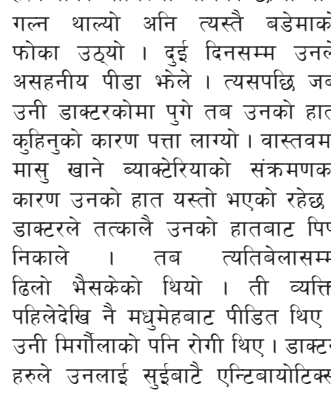 गल्न थाल्यो अनि त्यस्तै बडेमाको
फोका उठ्यो । दुई दिनसम्म उनले
असहनीय पीडा भेले । त्यसपछि जब
उनी डाक्टरकोमा पुगे तब उनको हात
कुहिनुको कारण पत्ता लाग्यो । वास्तवमा
मासु खाने ब्याक्टेरियाको संक्रमणका
कारण उनको हात यस्तो भएको रहेछ
डाक्टरले तत्कालै उनको हातबाट पिप
निकाले । तब त्यतिबेलासम्म
ढिलो भैसकेको थियो । ती व्यक्ति
पहिलेदेखि नै मधुमेहबाट पीडित थिए
उनी मिर्गौलाको पनि रोगी थिए । डाक्टर
हरुले उनलाई सुईबाटै एन्टिबायोटिक्स